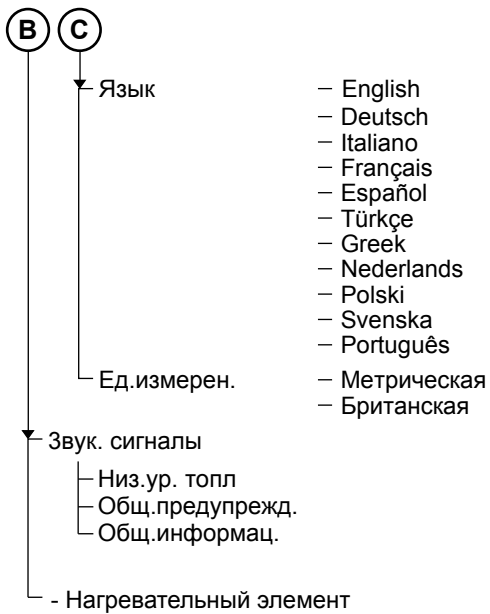 B C
Язык – English
– Deutsch
– Italiano
– Français
– Español
– Türkçe
– Greek
– Nederlands
– Polski
– Svenska
– Português
Ед.измерен. – Метрическая
– Британская
Звук. сигналы
Низ.ур. топл
Общ.предупрежд.
Общ.информац.
- Нагревательный элемент